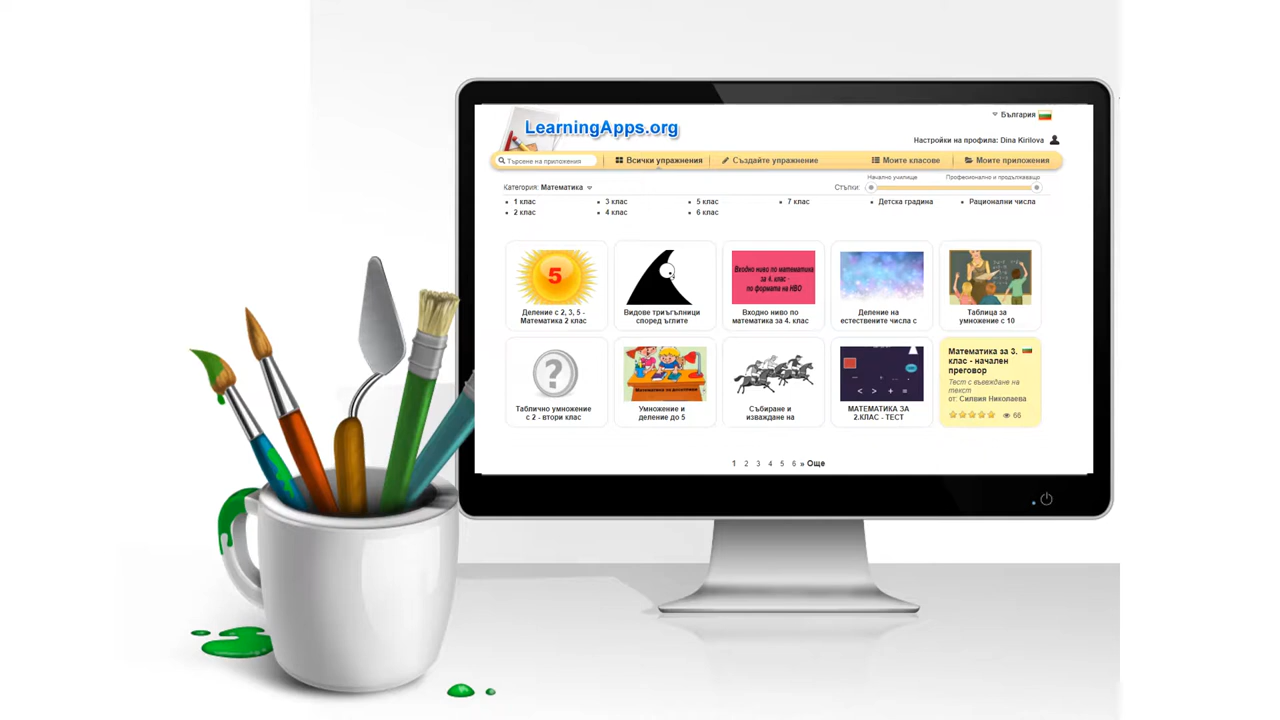 LearningApps.org
България
Настройки на профила: Dina Kirilova
Търсене на приложения
Всички упражнения
Създайте упражнение
Моите класове
Моите приложения
Категория: Математика
Стъпки:
Начално училище
Професионално и продължаващо
1 клас
3 клас
5 клас
7 клас
Детска градина
Рационални числа
2 клас
4 клас
6 клас
5
Деление с 2, 3, 5 -
Математика 2 клас
Видове триъгълници
според ъглите
Входно ниво по математика
за 4. клас -
по формата на НВО
Входно ниво по
математика за 4. клас
Деление на
естествените числа с
Таблица за
умножение с 10
?
Таблично умножение
с 2 - втори клас
Умножение и
деление до 5
Събиране и
изваждане на
< > + =
МАТЕМАТИКА ЗА
2.КЛАС - ТЕСТ
Математика за 3.
клас - начален
преговор
Тест с въвеждане на
текст
от: Силвия Николаева
66
1 2 3 4 5 6 » Още